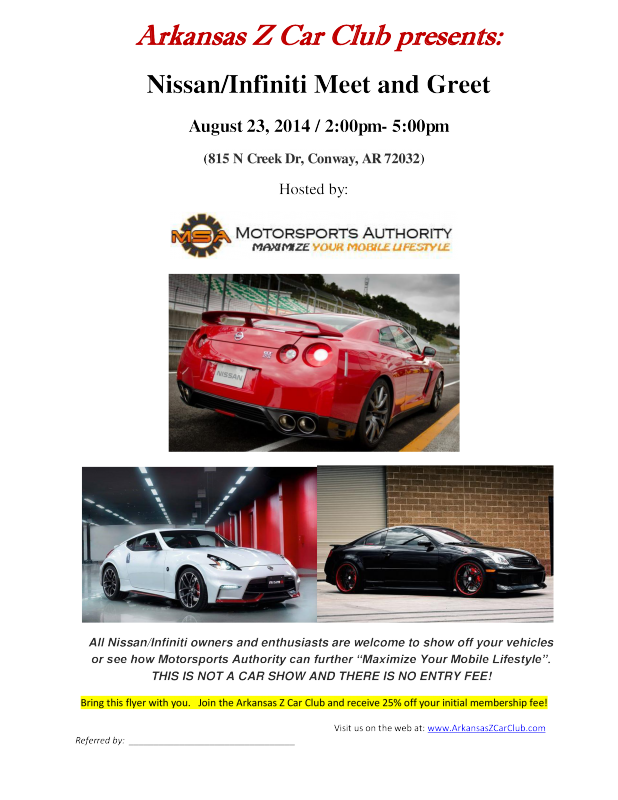 Arkansas Z Car Club presents:
Nissan/Infiniti Meet and Greet
August 23, 2014 / 2:00pm- 5:00pm
(815 N Creek Dr, Conway, AR 72032)
Hosted by:
MSA MOTORSPORTS AUTHORITY
MAXIMIZE YOUR MOBILE LIFESTYLE
NISSAN
All Nissan/Infiniti owners and enthusiasts are welcome to show off your vehicles
or see how Motorsports Authority can further “Maximize Your Mobile Lifestyle”.
THIS IS NOT A CAR SHOW AND THERE IS NO ENTRY FEE!
Bring this flyer with you. Join the Arkansas Z Car Club and receive 25% off your initial membership fee!
Visit us on the web at: www.ArkansasZCarClub.com
Referred by: ___________________________________